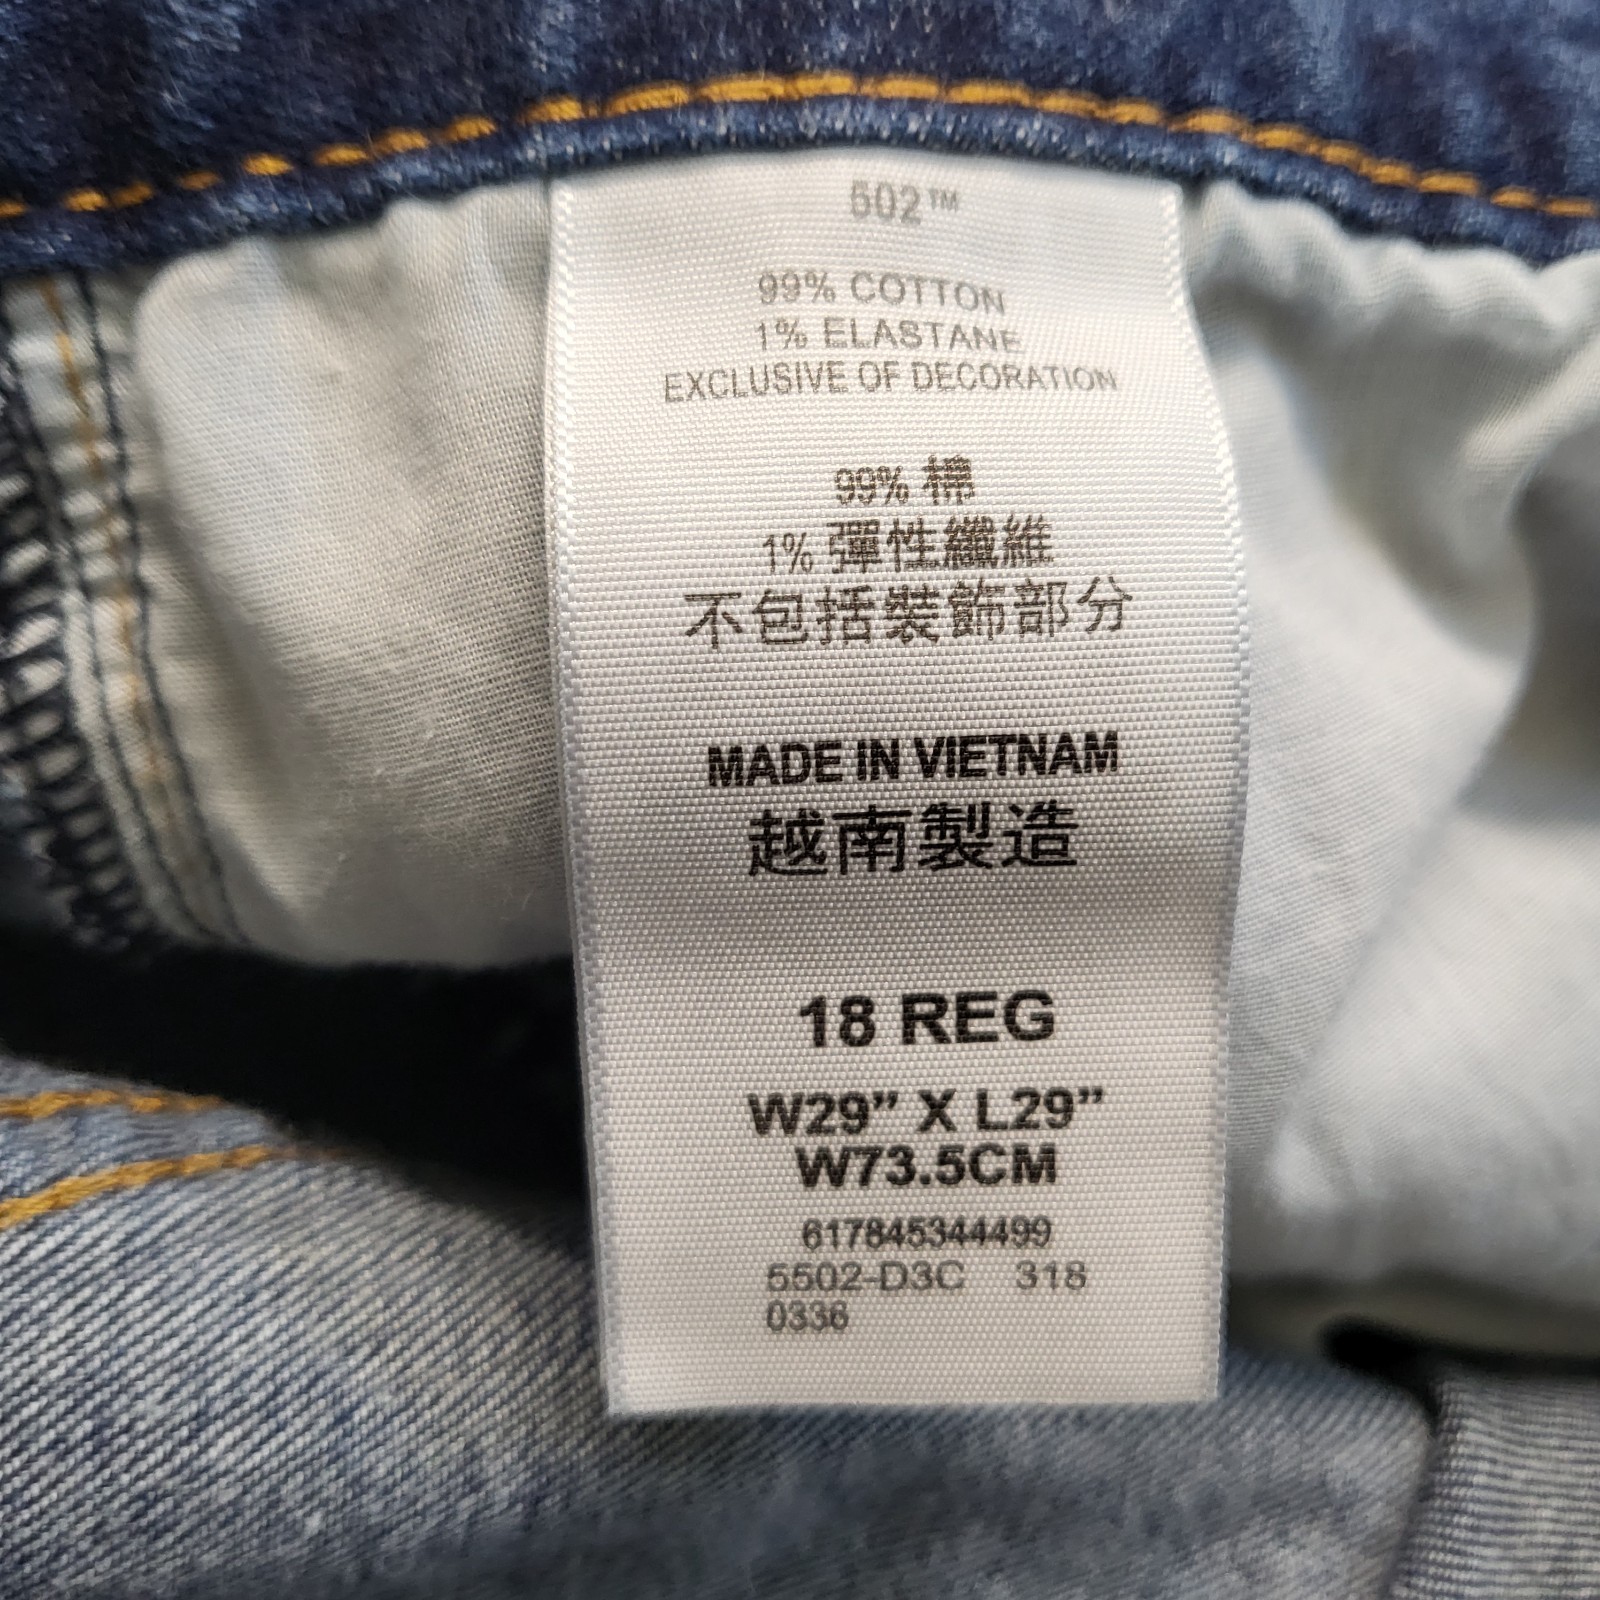 502™
99% COTTON
1% ELASTANE
EXCLUSIVE OF DECORATION
99% 棉
1% 彈性纖維
不包括裝飾部分
MADE IN VIETNAM
越南製造
18 REG
W29” X L29”
W73.5CM
617845344499
5502-D3C 318
0336